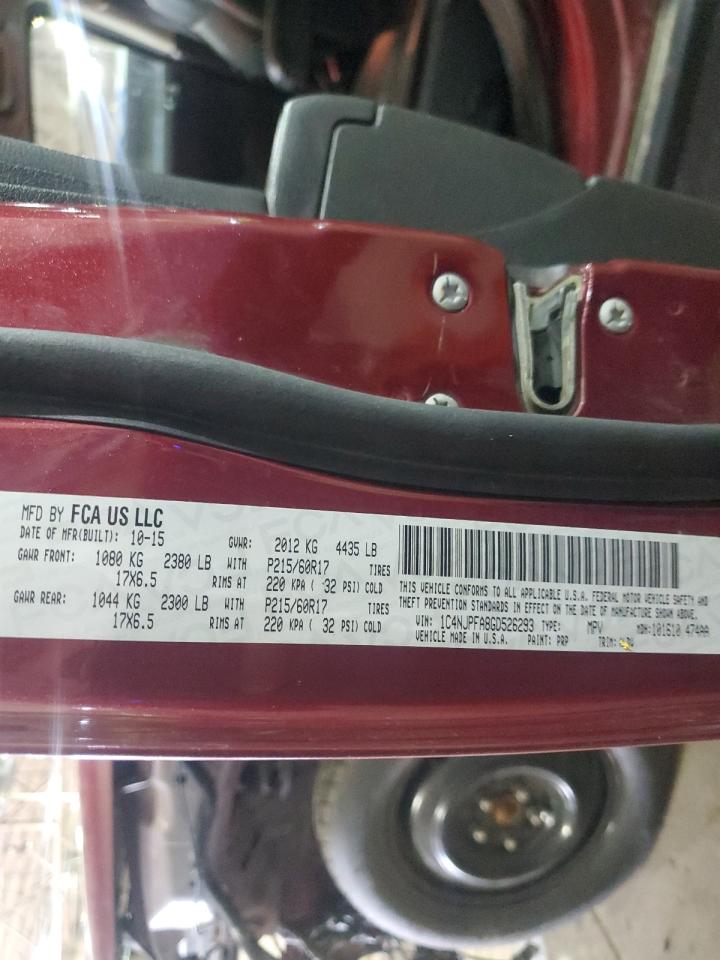 MFD BY FCA US LLC
DATE OF MFR(BUILT): 10-15 GVWR: 2012 KG 4435 LB
GAWR FRONT: 1080 KG 2380 LB WITH P215/60R17 TIRES
17X6.5 RIMS AT 220 KPA ( 32 PSI) COLD
GAWR REAR: 1044 KG 2300 LB WITH P215/60R17 TIRES
17X6.5 RIMS AT 220 KPA ( 32 PSI) COLD
THIS VEHICLE CONFORMS TO ALL APPLICABLE U.S.A. FEDERAL MOTOR VEHICLE SAFETY AND
THEFT PREVENTION STANDARDS IN EFFECT ON THE DATE OF MANUFACTURE SHOWN ABOVE.
VIN: 1C4NJPFA8GD526293 TYPE: MPV MDH:101610 474AA
VEHICLE MADE IN U.S.A. PAINT: PRP TRIM: